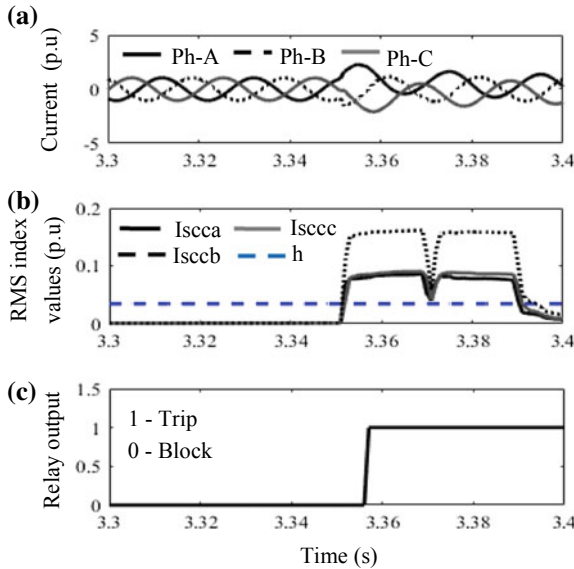 (a)
Current (p.u)
5
0
-5
Ph-A Ph-B Ph-C
3.3 3.32 3.34 3.36 3.38 3.4
(b)
RMS index
values (p.u)
0.2
0.1
0
Iscca Isccc
Isccb h
3.3 3.32 3.34 3.36 3.38 3.4
(c)
Relay output
1.5
1
0.5
0
1 - Trip
0 - Block
3.3 3.32 3.34 3.36 3.38 3.4
Time (s)